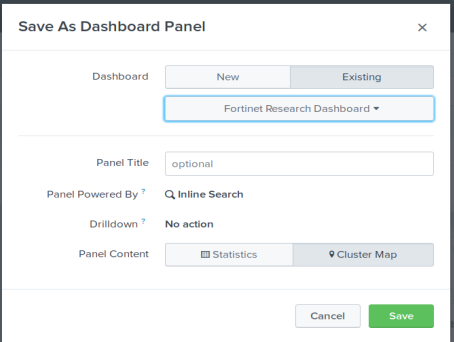 Save As Dashboard Panel ×
Dashboard New Existing
Fortinet Research Dashboard
Panel Title optional
Panel Powered By ? Inline Search
Drilldown ? No action
Panel Content Statistics Cluster Map
Cancel Save